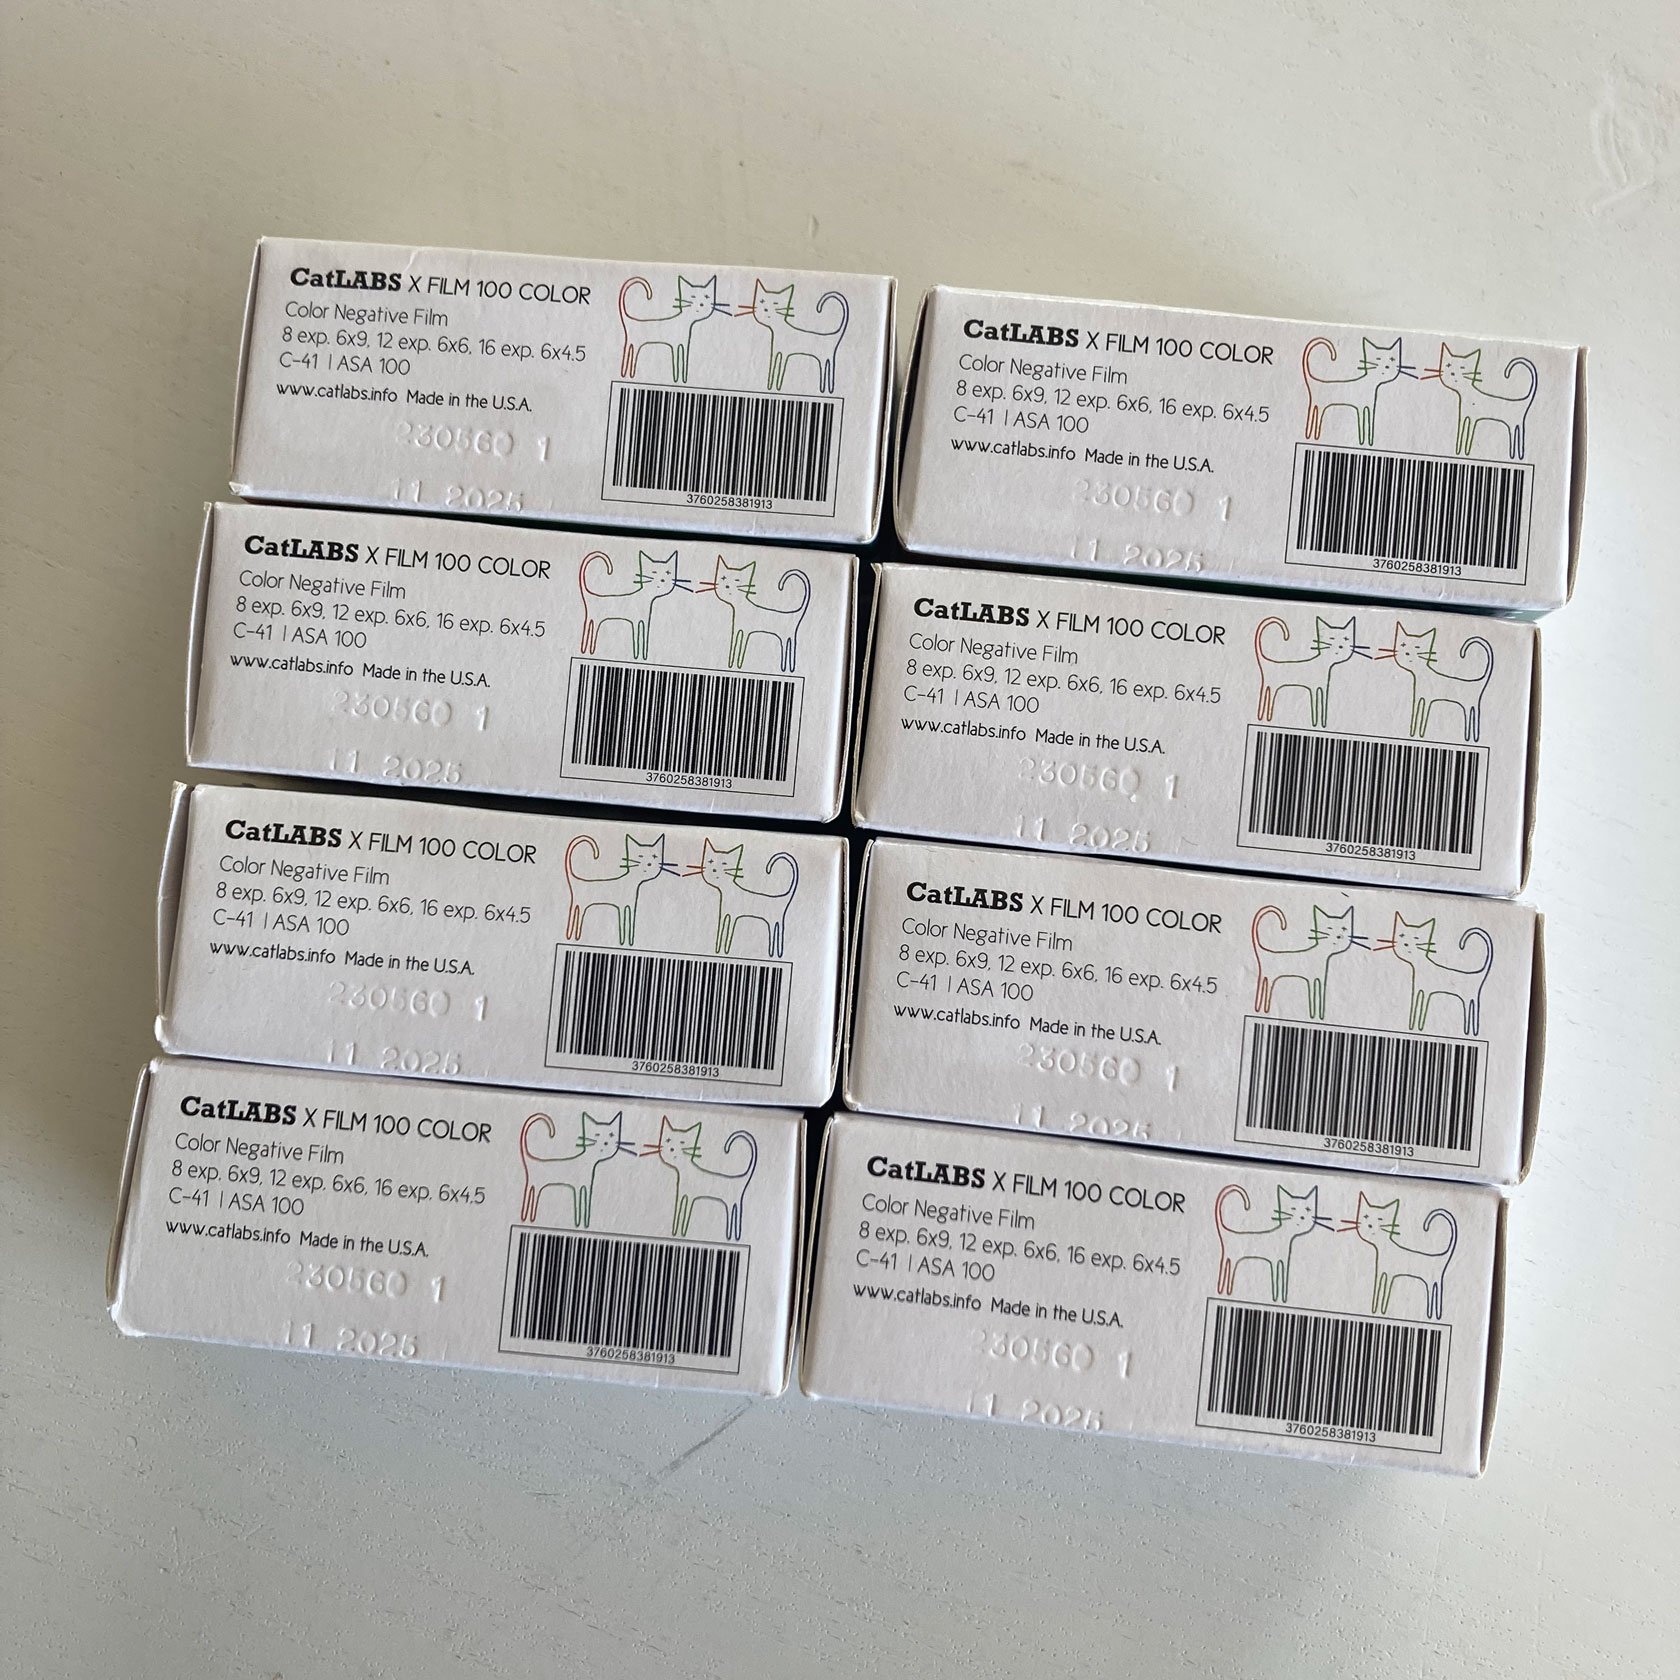 CatLABS X FILM 100 COLOR
Color Negative Film
8 exp. 6x9, 12 exp. 6x6, 16 exp. 6x4.5
C-41 | ASA 100
www.catlabs.info Made in the U.S.A.
230560 1
11 2025
3760258381913
CatLABS X FILM 100 COLOR
Color Negative Film
8 exp. 6x9, 12 exp. 6x6, 16 exp. 6x4.5
C-41 | ASA 100
www.catlabs.info Made in the U.S.A.
230560 1
11 2025
3760258381913
CatLABS X FILM 100 COLOR
Color Negative Film
8 exp. 6x9, 12 exp. 6x6, 16 exp. 6x4.5
C-41 | ASA 100
www.catlabs.info Made in the U.S.A.
230560 1
11 2025
3760258381913
CatLABS X FILM 100 COLOR
Color Negative Film
8 exp. 6x9, 12 exp. 6x6, 16 exp. 6x4.5
C-41 | ASA 100
www.catlabs.info Made in the U.S.A.
230560 1
11 2025
3760258381913
CatLABS X FILM 100 COLOR
Color Negative Film
8 exp. 6x9, 12 exp. 6x6, 16 exp. 6x4.5
C-41 | ASA 100
www.catlabs.info Made in the U.S.A.
230560 1
11 2025
3760258381913
CatLABS X FILM 100 COLOR
Color Negative Film
8 exp. 6x9, 12 exp. 6x6, 16 exp. 6x4.5
C-41 | ASA 100
www.catlabs.info Made in the U.S.A.
230560 1
11 2025
3760258381913
CatLABS X FILM 100 COLOR
Color Negative Film
8 exp. 6x9, 12 exp. 6x6, 16 exp. 6x4.5
C-41 | ASA 100
www.catlabs.info Made in the U.S.A.
230560 1
11 2025
3760258381913
CatLABS X FILM 100 COLOR
Color Negative Film
8 exp. 6x9, 12 exp. 6x6, 16 exp. 6x4.5
C-41 | ASA 100
www.catlabs.info Made in the U.S.A.
230560 1
11 2025
3760258381913